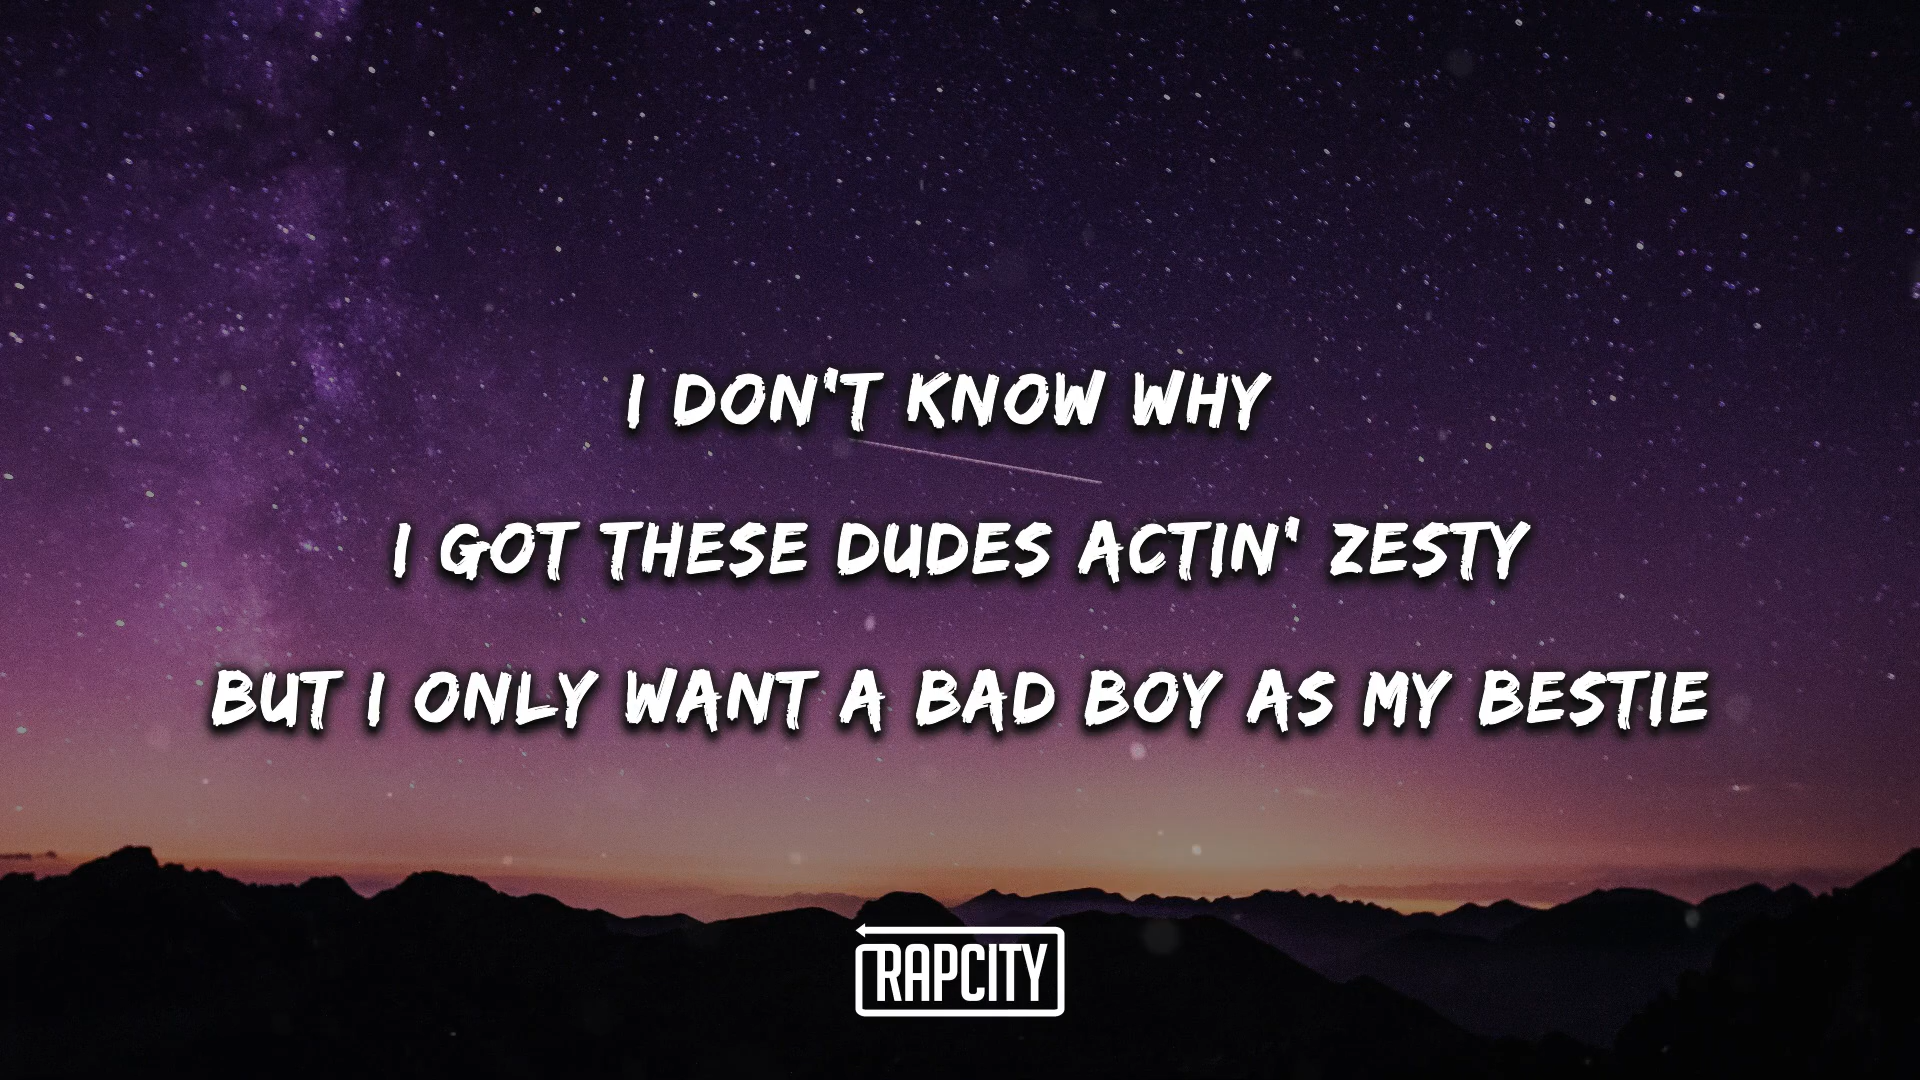 I DON'T KNOW WHY
I GOT THESE DUDES ACTIN' ZESTY
BUT I ONLY WANT A BAD BOY AS MY BESTIE
RAPCITY